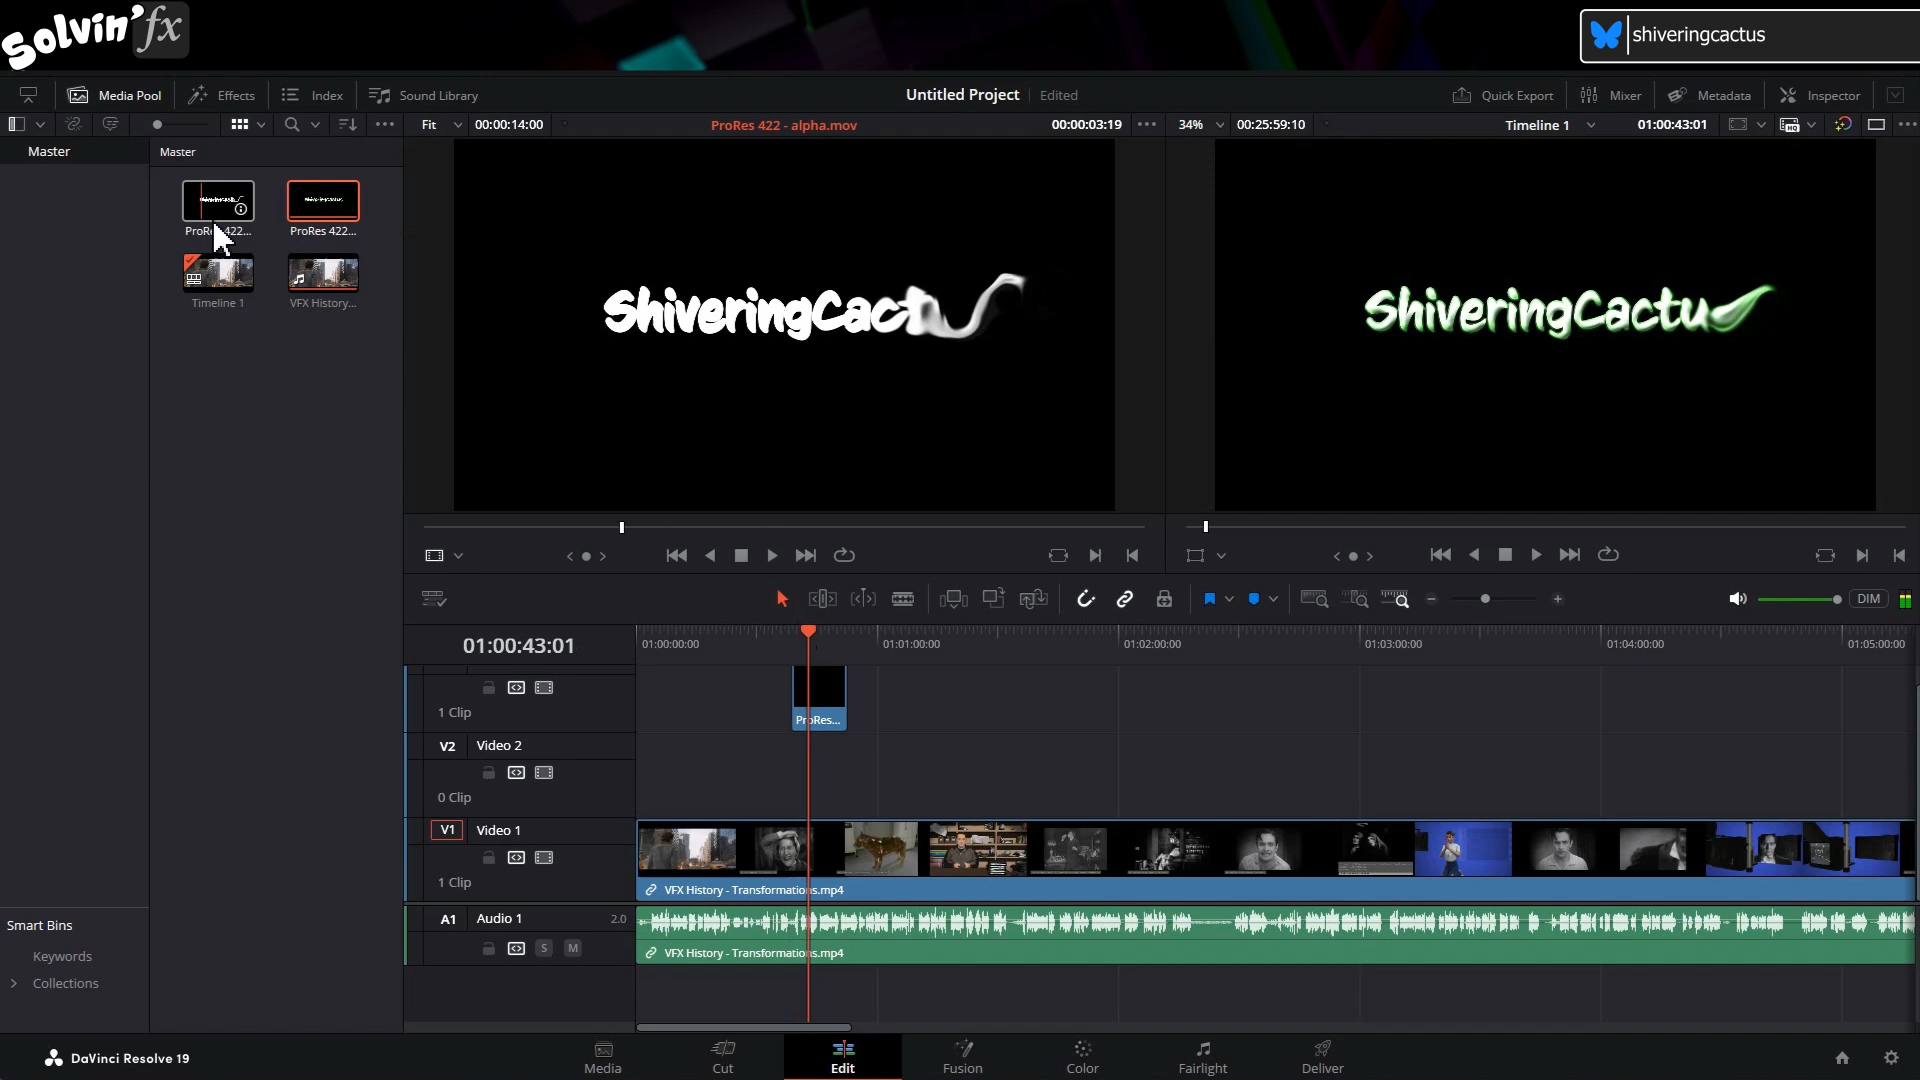 Solvin'fx
shiveringcactus
Media Pool
Effects
Index
Sound Library
Untitled Project
Edited
Quick Export
Mixer
Metadata
Inspector
Fit
00:00:14:00
ProRes 422 - alpha.mov
00:00:03:19
34%
00:25:59:10
Timeline 1
01:00:43:01
Master
Master
ProRes 422...
ProRes 422...
Timeline 1
VFX History...
ShiveringCactu
ShiveringCactu
DIM
01:00:43:01
01:00:00:00
01:01:00:00
01:02:00:00
01:03:00:00
01:04:00:00
01:05:00:00
1 Clip
ProRes...
V2 Video 2
0 Clip
V1 Video 1
1 Clip
VFX History - Transformations.mp4
A1 Audio 1 2.0
S M
VFX History - Transformations.mp4
Smart Bins
Keywords
Collections
DaVinci Resolve 19
Media
Cut
Edit
Fusion
Color
Fairlight
Deliver